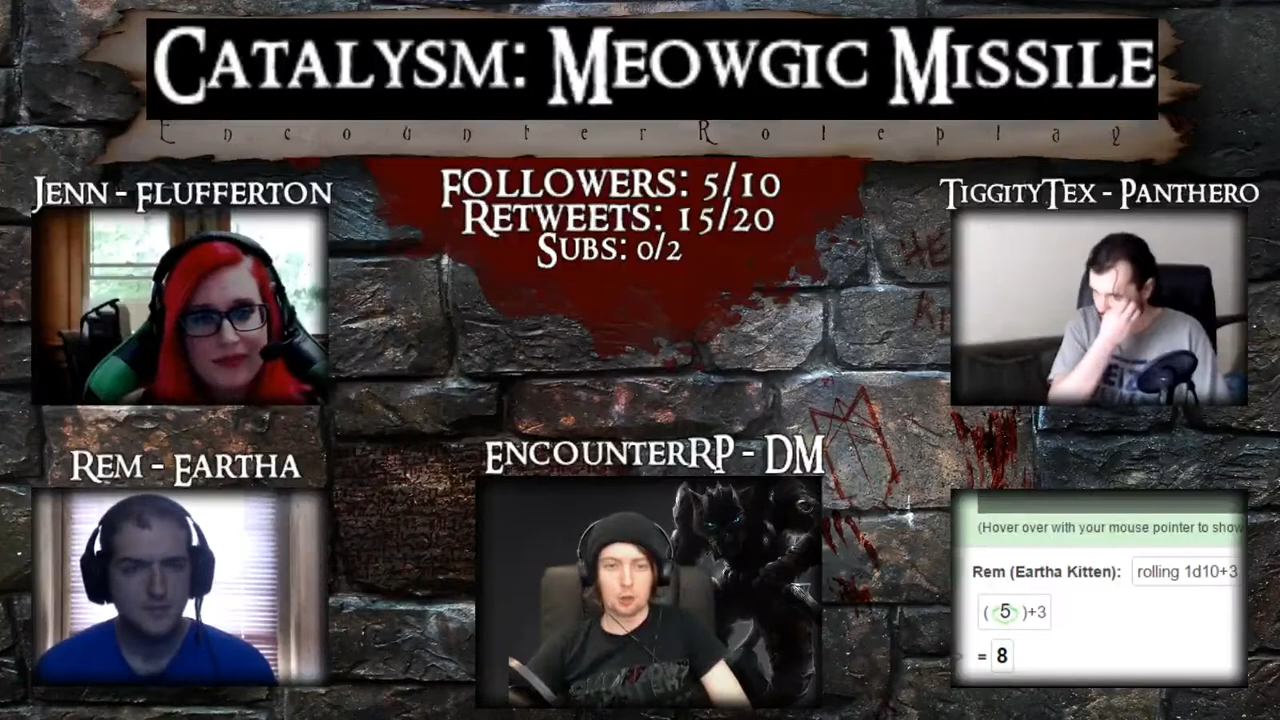 Catalysm: Meowgic Missile
Encounter Roleplay
Jenn - Flufferton
Followers: 5/10
Retweets: 15/20
Subs: 0/2
TiggityTex - Panthero
Rem - Eartha
EncounterRP - DM
(Hover over with your mouse pointer to show
Rem (Eartha Kitten): rolling 1d10+3
(5)+3
= 8